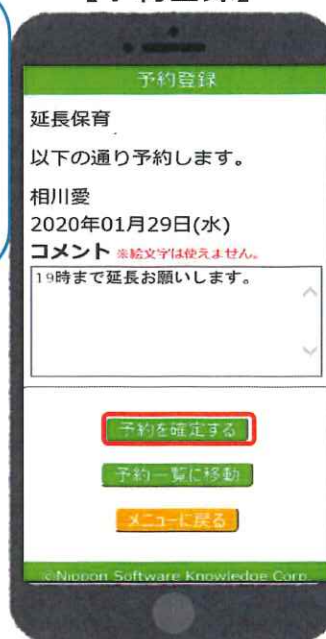 予約登録
延長保育
以下の通り予約します。
相川愛
2020年01月29日(水)
コメント ※絵文字は使えません。
19時まで延長お願いします。
予約を確定する
予約一覧に移動
メニューに戻る
©Nippon Software Knowledge Corp.